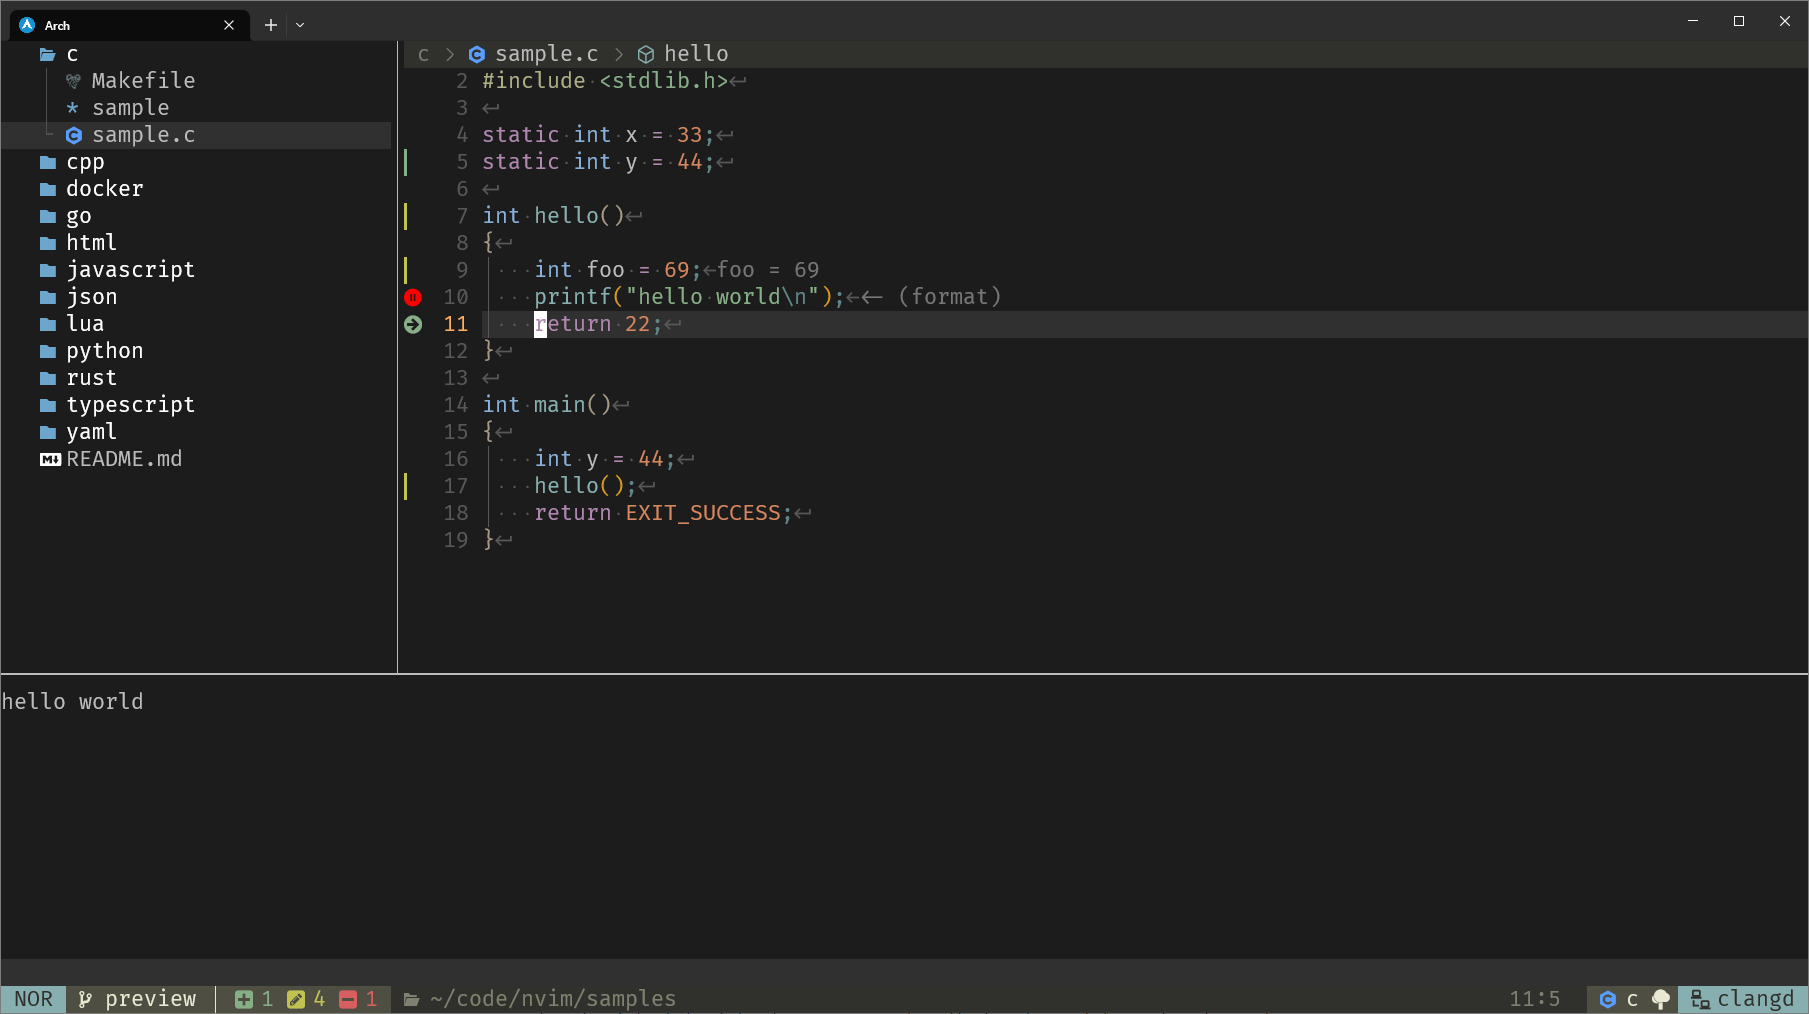 Arch
c
Makefile
sample
sample.c
cpp
docker
go
html
javascript
json
lua
python
rust
typescript
yaml
README.md
c > sample.c > hello
2 #include <stdlib.h>
3
4 static int x = 33;
5 static int y = 44;
6
7 int hello()
8 {
9 int foo = 69; foo = 69
10 printf("hello world\n"); ← (format)
11 return 22;
12 }
13
14 int main()
15 {
16 int y = 44;
17 hello();
18 return EXIT_SUCCESS;
19 }
hello world
NOR preview 1 4 1 ~/code/nvim/samples 11:5 c clangd